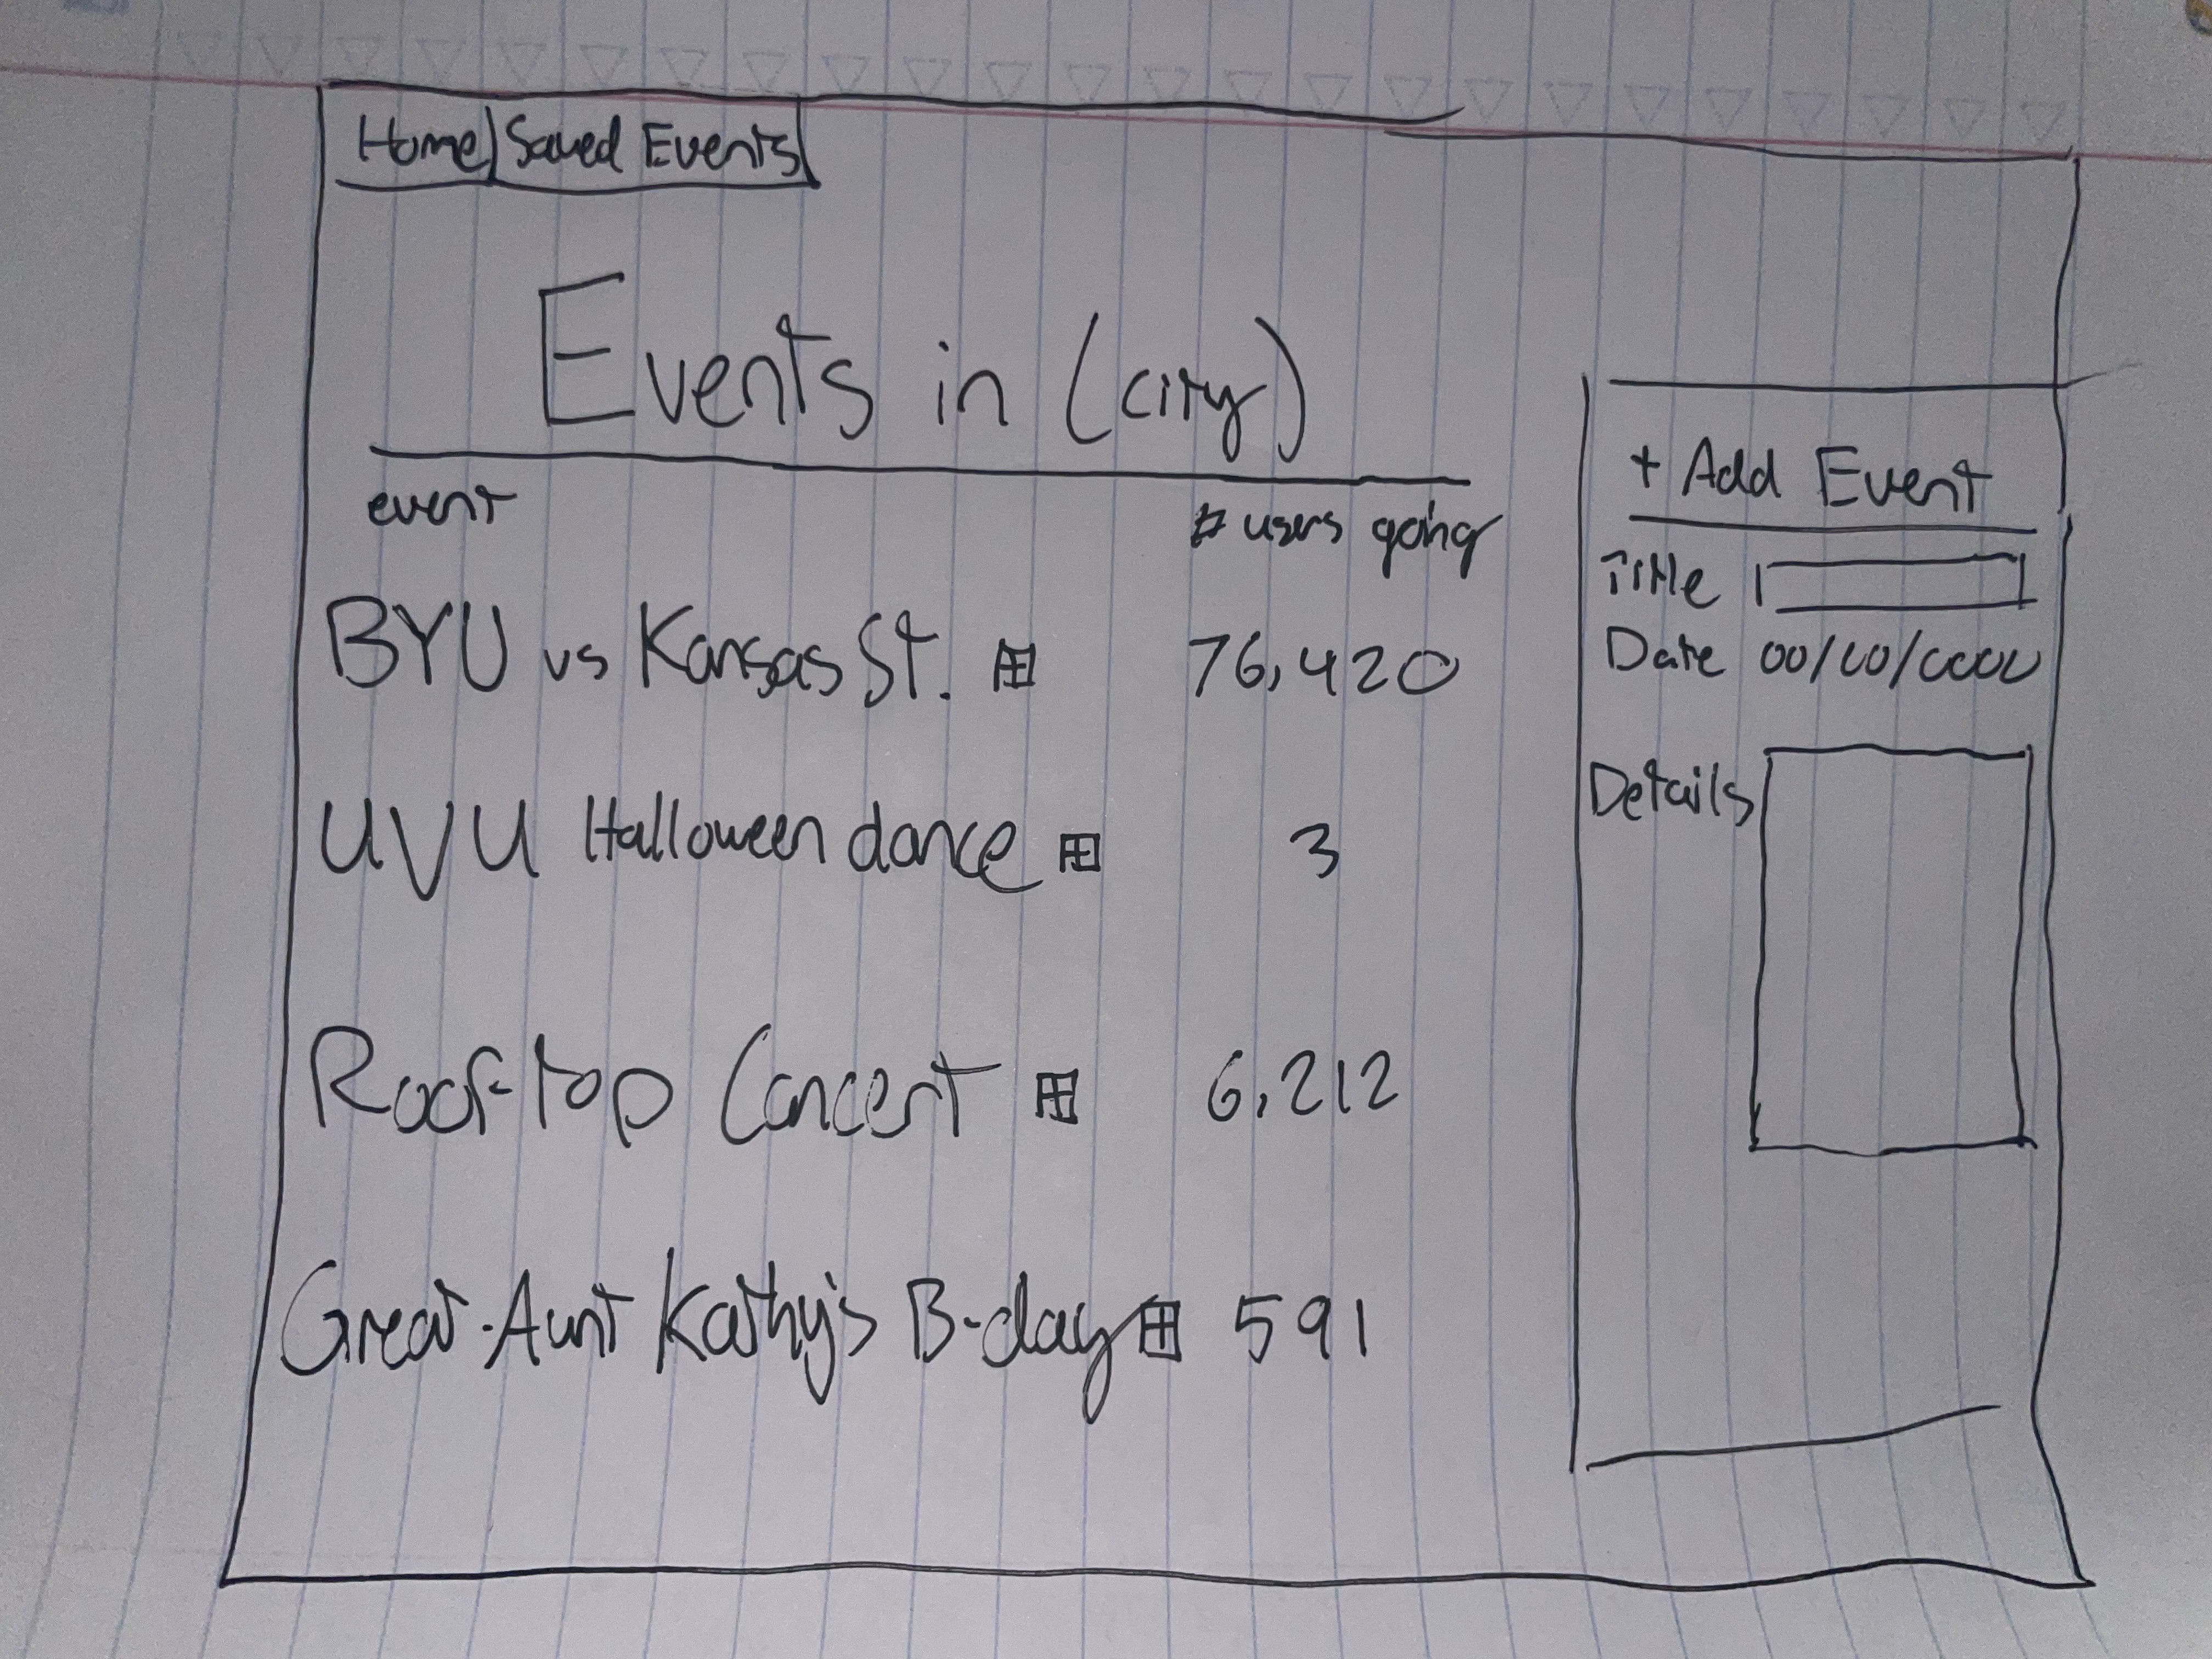 Home Saved Events
Events in (city)
event # users going
BYU vs Kansas St. 76,420
UVU Halloween dance 3
Rooftop Concert 6,212
Great-Aunt Kathy's B-day 591
+ Add Event
Title
Date 00/00/0000
Details